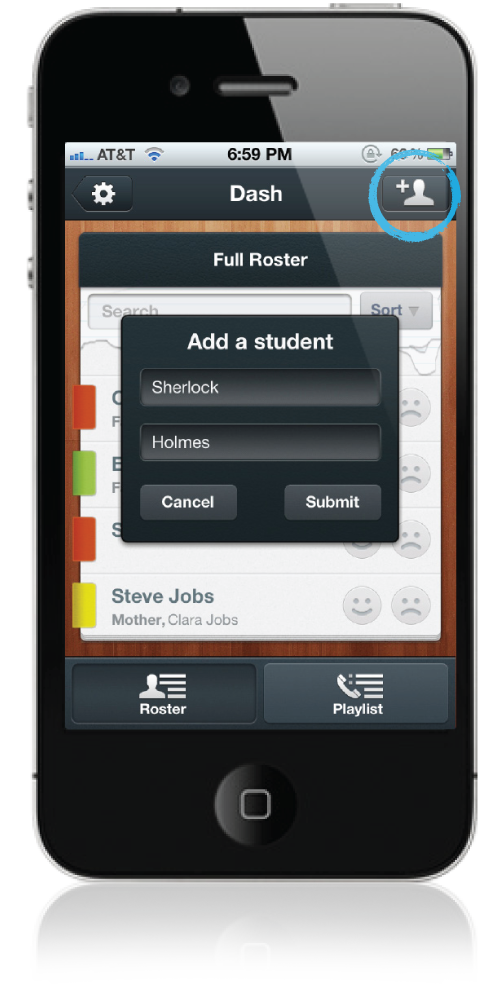 AT&T 6:59 PM
Dash
Full Roster
Search Sort
Add a student
Sherlock
Holmes
Cancel Submit
Steve Jobs
Mother, Clara Jobs
Roster Playlist